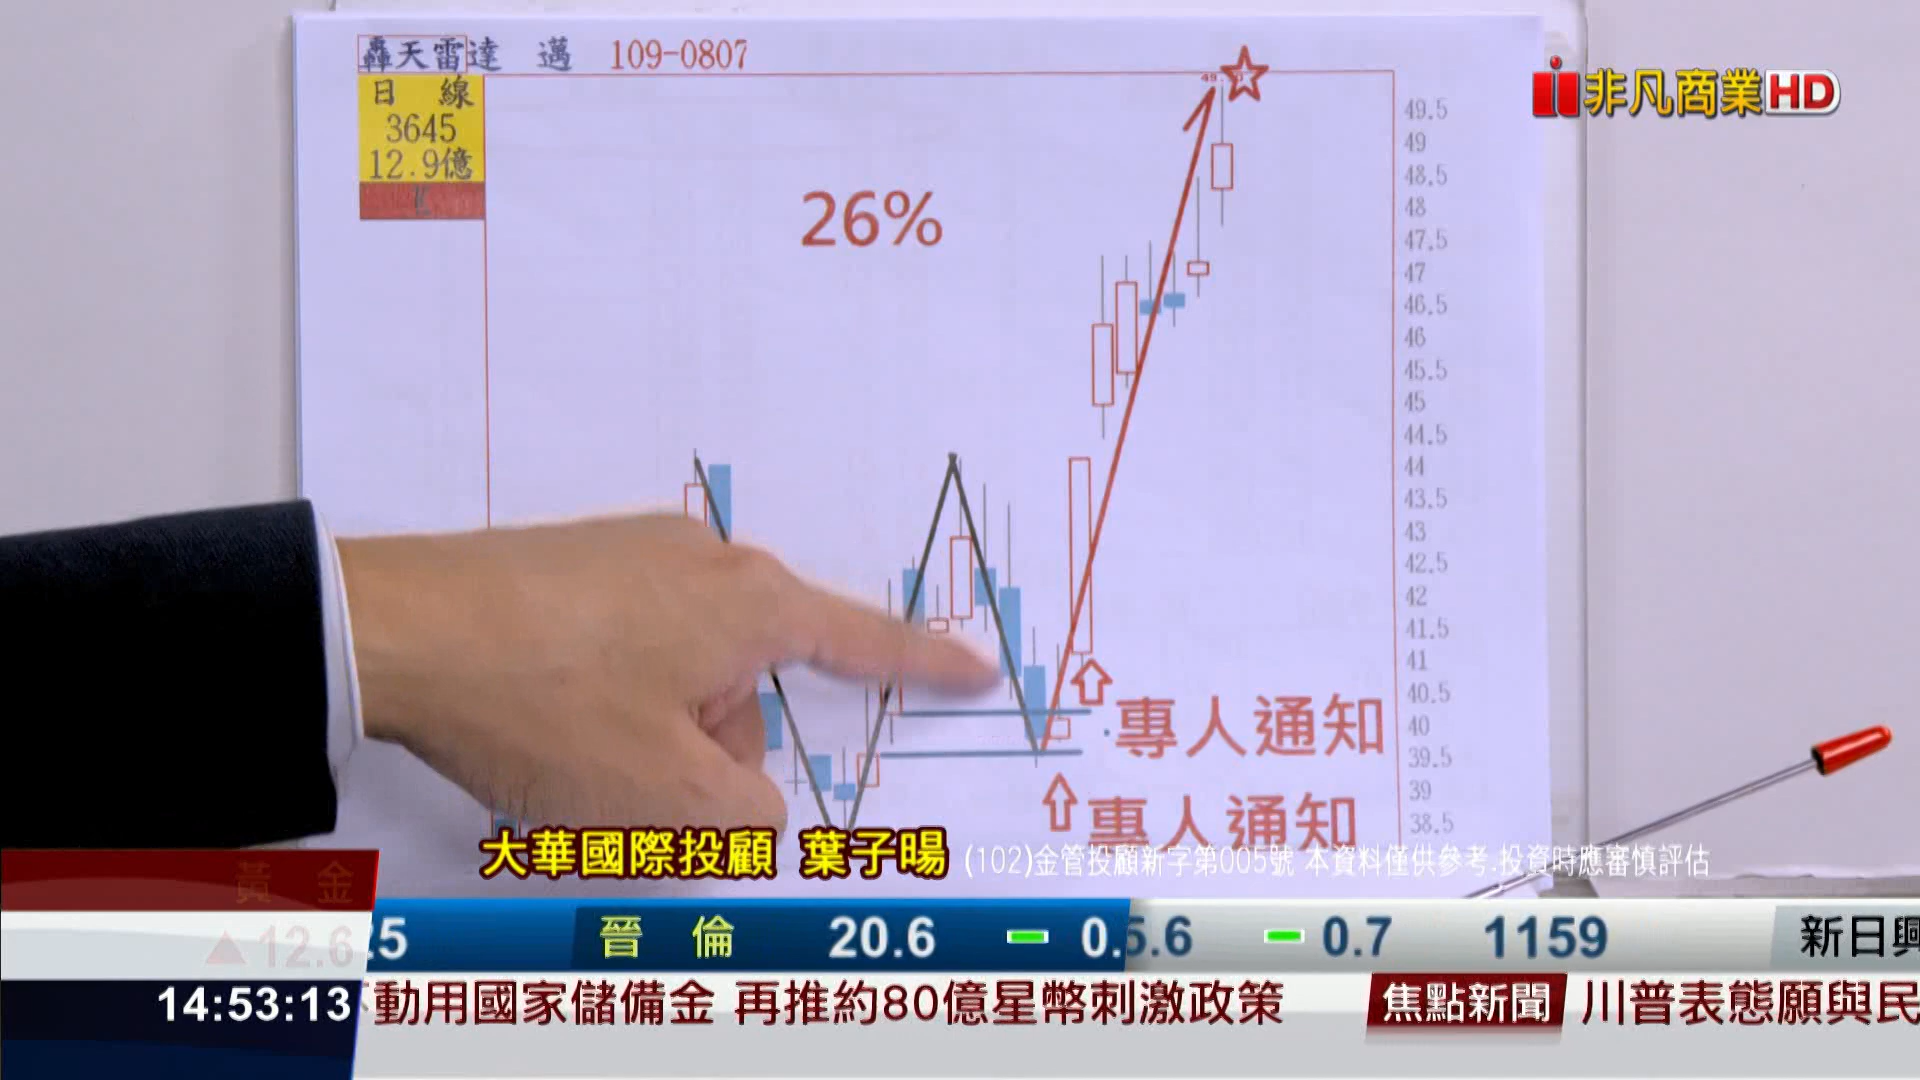 轟天雷達 邁 109-0807
非凡商業HD
日 線
3645
12.9億
26%
49.5
49
48.5
48
47.5
47
46.5
46
45.5
45
44.5
44
43.5
43
42.5
42
41.5
41
40.5
40
39.5
39
38.5
專人通知
專人通知
大華國際投顧 葉子暘 (102)金管投顧新字第005號 本資料僅供參考.投資時應審慎評估
黃 金
▲12.6
25 晉 倫 20.6 0.5.6 0.7 1159 新日興
14:53:13 動用國家儲備金 再推約80億星幣刺激政策 焦點新聞 川普表態願與民